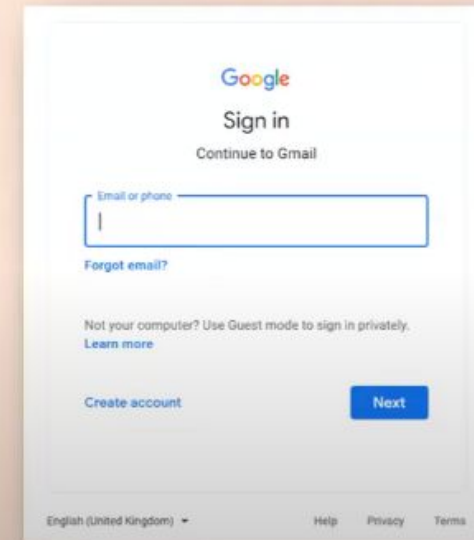 Google
Sign in
Continue to Gmail
Email or phone
Forgot email?
Not your computer? Use Guest mode to sign in privately.
Learn more
Create account
Next
English (United Kingdom)
Help Privacy Terms